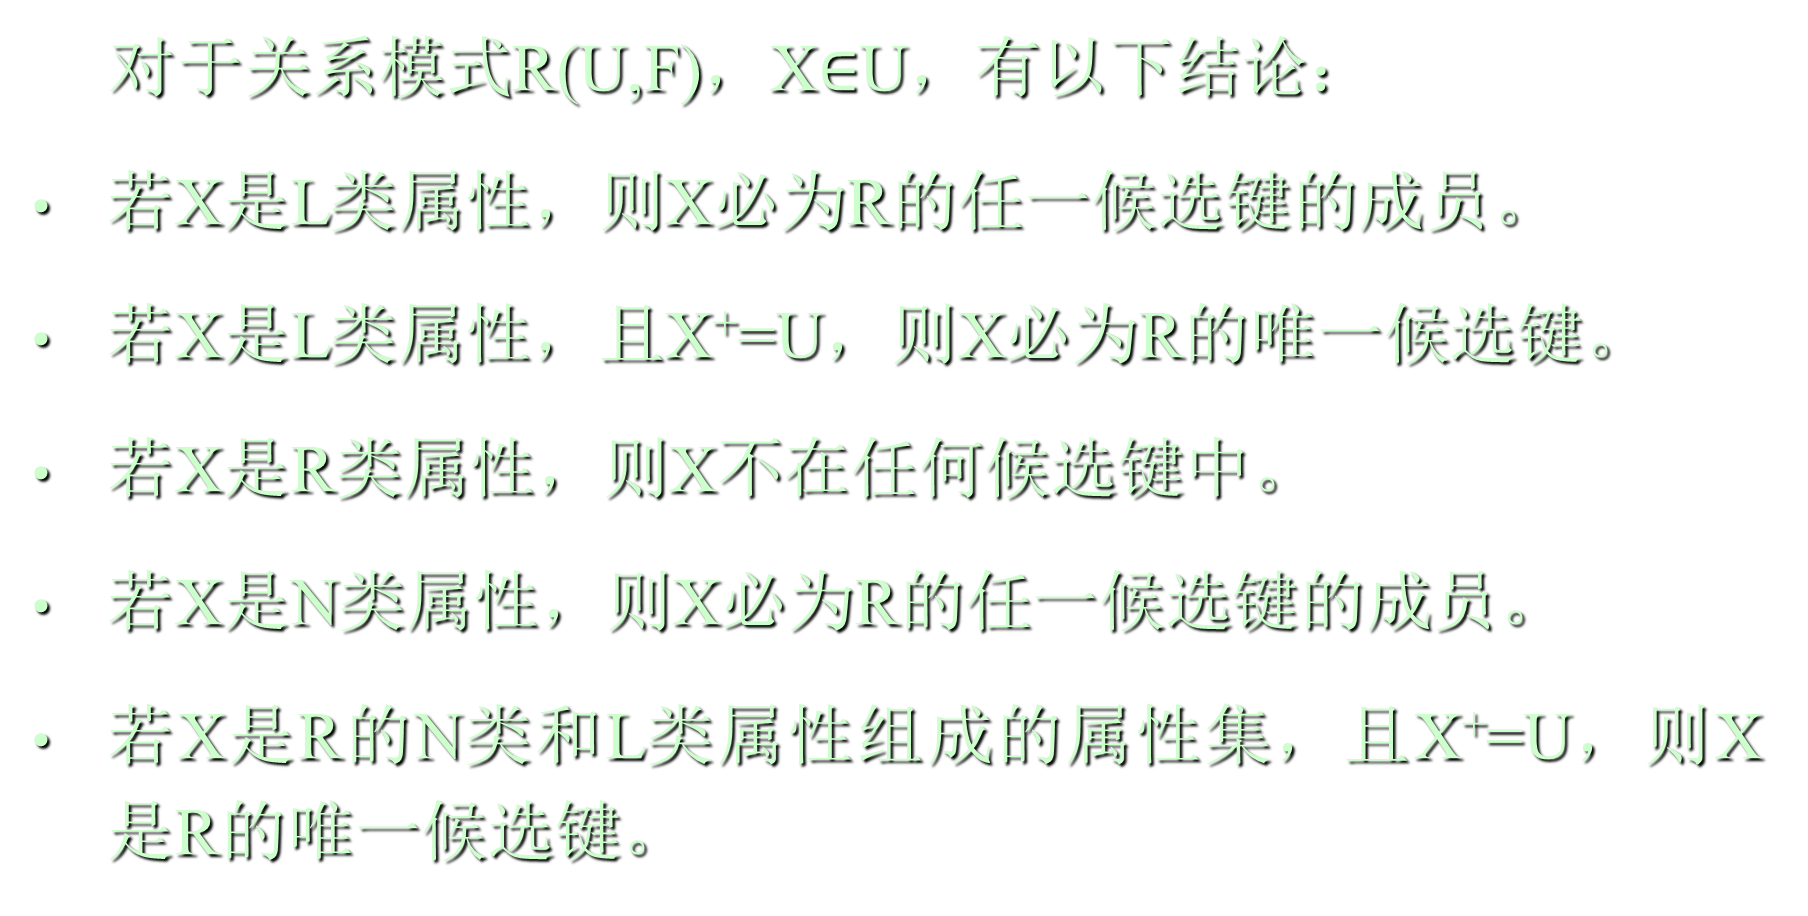 对于关系模式R(U,F)，X∈U，有以下结论：
• 若X是L类属性，则X必为R的任一候选键的成员。
• 若X是L类属性，且X⁺=U，则X必为R的唯一候选键。
• 若X是R类属性，则X不在任何候选键中。
• 若X是N类属性，则X必为R的任一候选键的成员。
• 若X是R的N类和L类属性组成的属性集，且X⁺=U，则X
是R的唯一候选键。